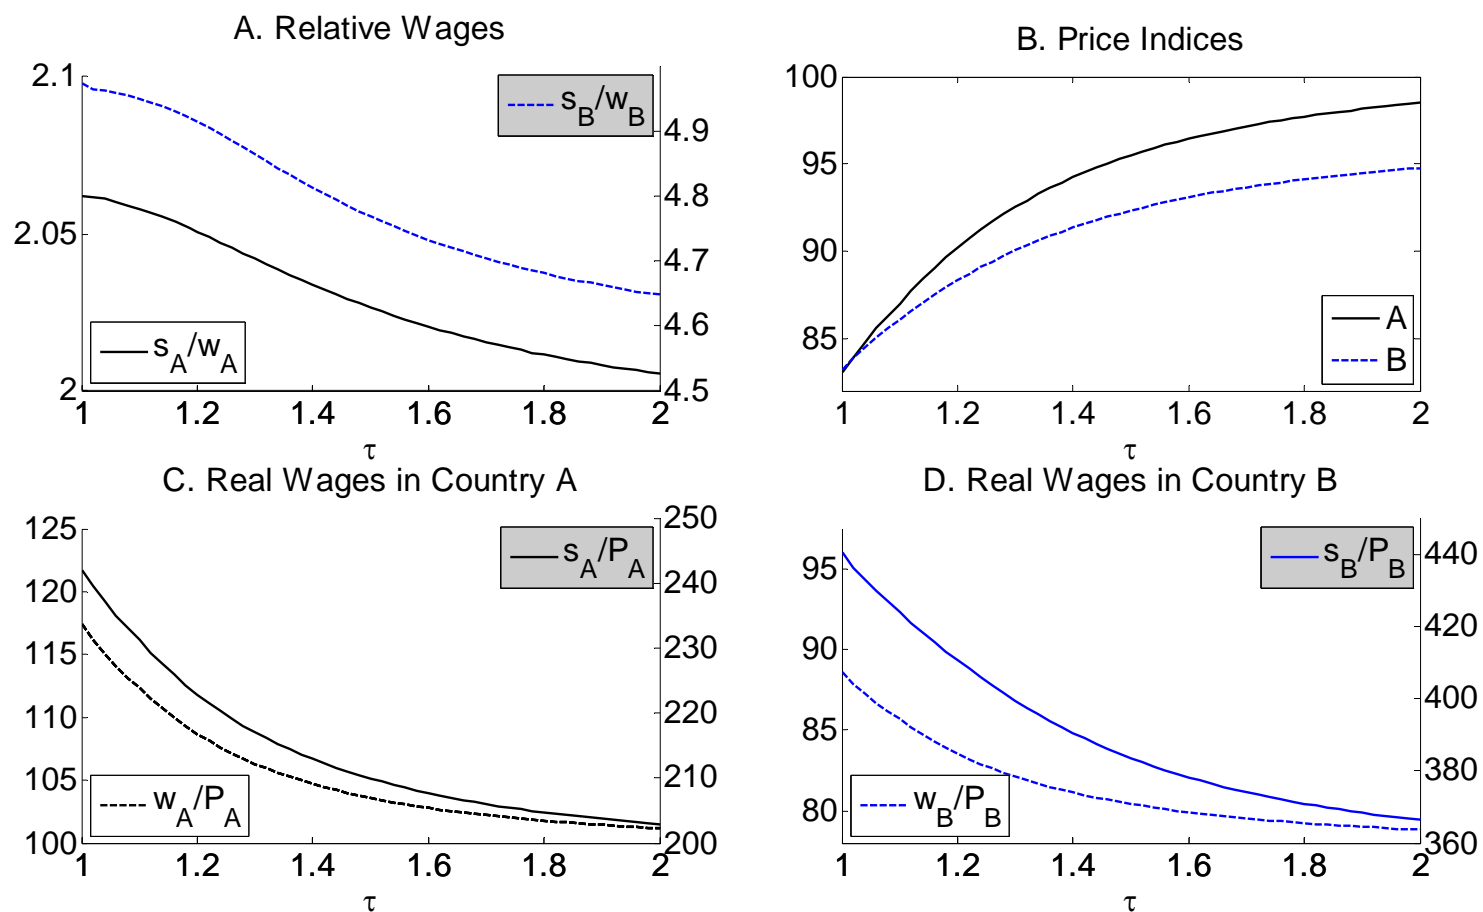 A. Relative Wages
2.1
2.05
2
4.9
4.8
4.7
4.6
4.5
s_B/w_B
s_A/w_A
1 1.2 1.4 1.6 1.8 2
τ
B. Price Indices
100
95
90
85
A
B
1 1.2 1.4 1.6 1.8 2
τ
C. Real Wages in Country A
125
120
115
110
105
100
250
240
230
220
210
200
s_A/P_A
w_A/P_A
1 1.2 1.4 1.6 1.8 2
τ
D. Real Wages in Country B
95
90
85
80
440
420
400
380
360
s_B/P_B
w_B/P_B
1 1.2 1.4 1.6 1.8 2
τ